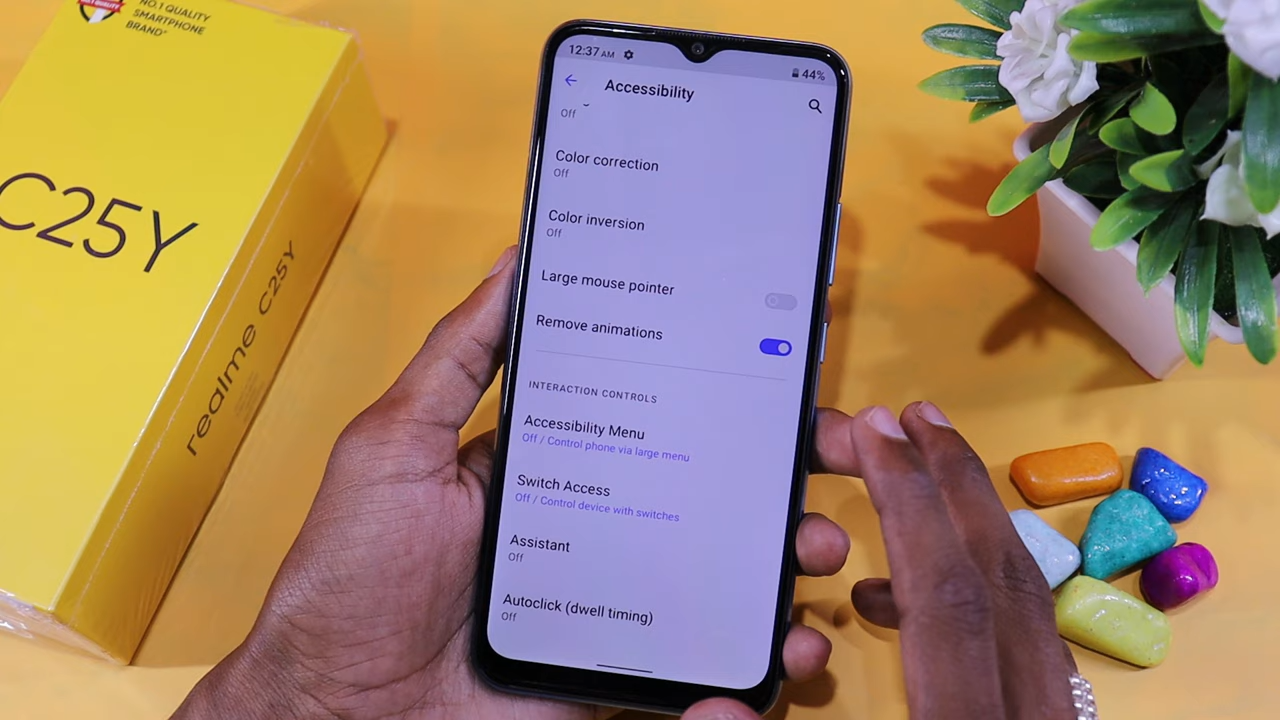 NO.1 QUALITY
SMARTPHONE
BRAND*
C25Y
realme C25Y
12:37 AM
44%
Accessibility
Off
Color correction
Off
Color inversion
Off
Large mouse pointer
Remove animations
INTERACTION CONTROLS
Accessibility Menu
Off / Control phone via large menu
Switch Access
Off / Control device with switches
Assistant
Off
Autoclick (dwell timing)
Off